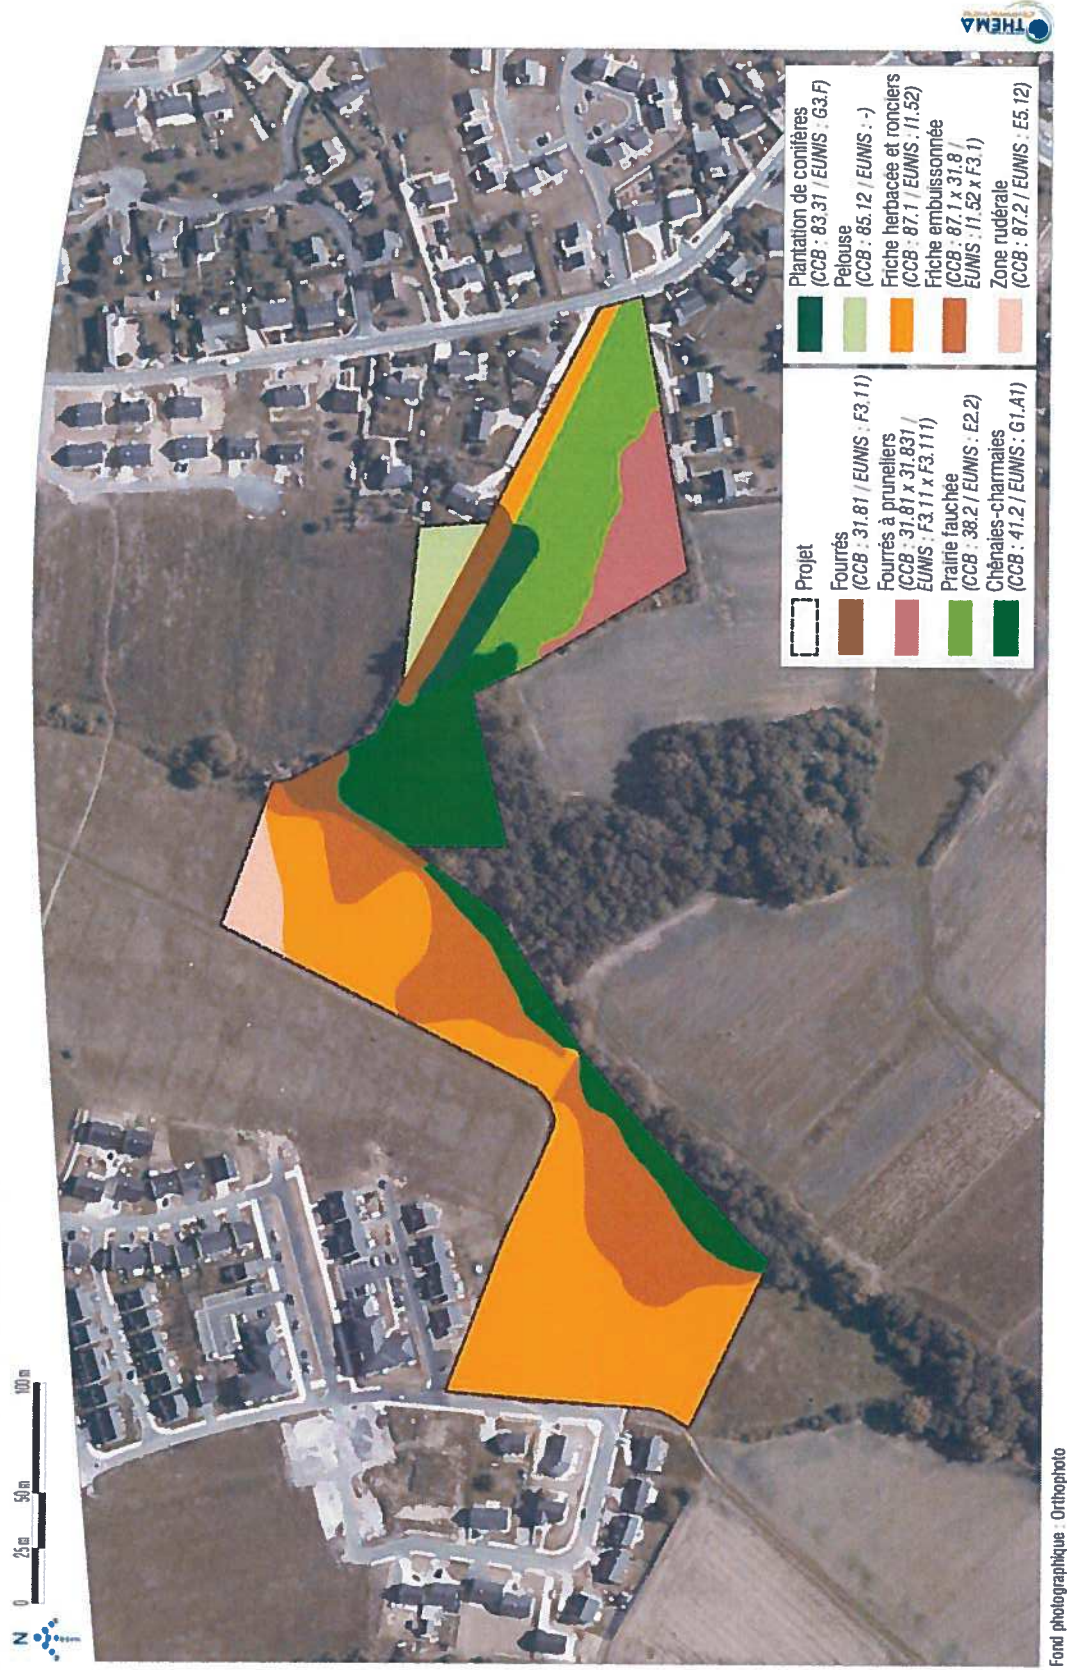 N
0 25m 50m 100m
THEMA
Projet
Fourrés
(CCB : 31.81 / EUNIS : F3.11)
Fourrés à pruneliers
(CCB : 31.81 x 31.831 /
EUNIS : F3.11 x F3.111)
Prairie fauchée
(CCB : 38.2 / EUNIS : E2.2)
Chênaies-charmaies
(CCB : 41.2 / EUNIS : G1.A1)
Plantation de conifères
(CCB : 83.31 / EUNIS : G3.F)
Pelouse
(CCB : 85.12 / EUNIS : -)
Friche herbacée et ronciers
(CCB : 87.1 / EUNIS : I1.52)
Friche embuissonnée
(CCB : 87.1 x 31.8 /
EUNIS : I1.52 x F3.1)
Zone rudérale
(CCB : 87.2 / EUNIS : E5.12)
Fond photographique : Orthophoto